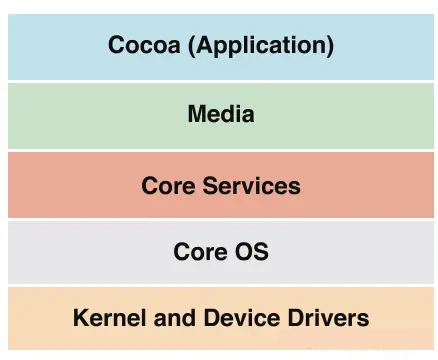 Cocoa (Application)
Media
Core Services
Core OS
Kernel and Device Drivers